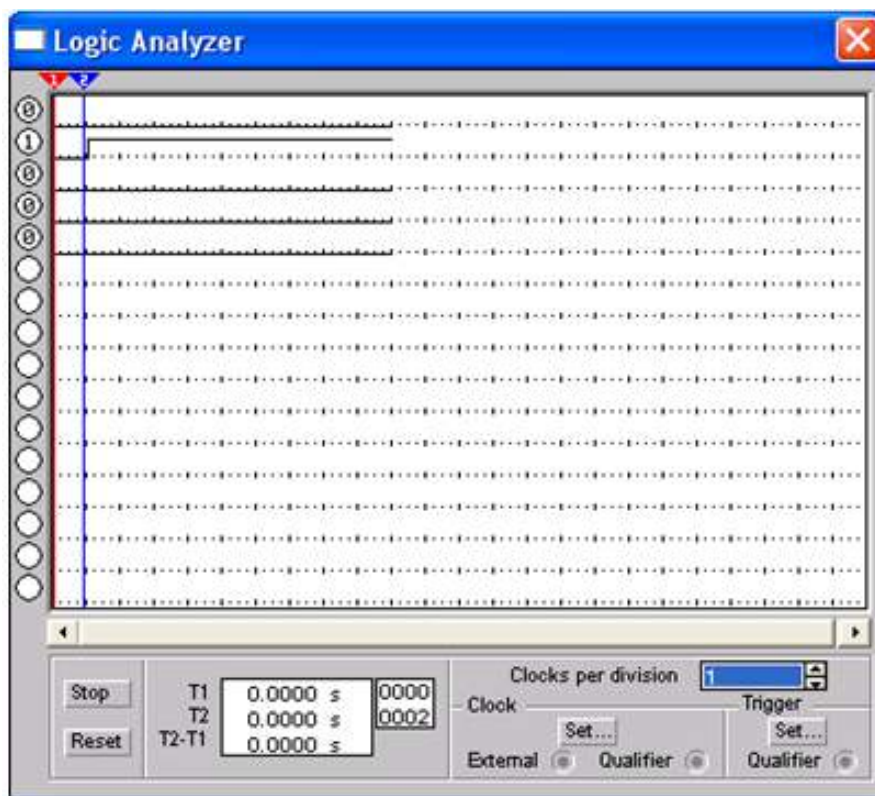 Logic Analyzer
1 2
0
1
0
0
0
Stop
Reset
T1 0.0000 s 0000
T2 0.0000 s 0002
T2-T1 0.0000 s
Clocks per division 1
Clock
Set...
External Qualifier
Trigger
Set...
Qualifier